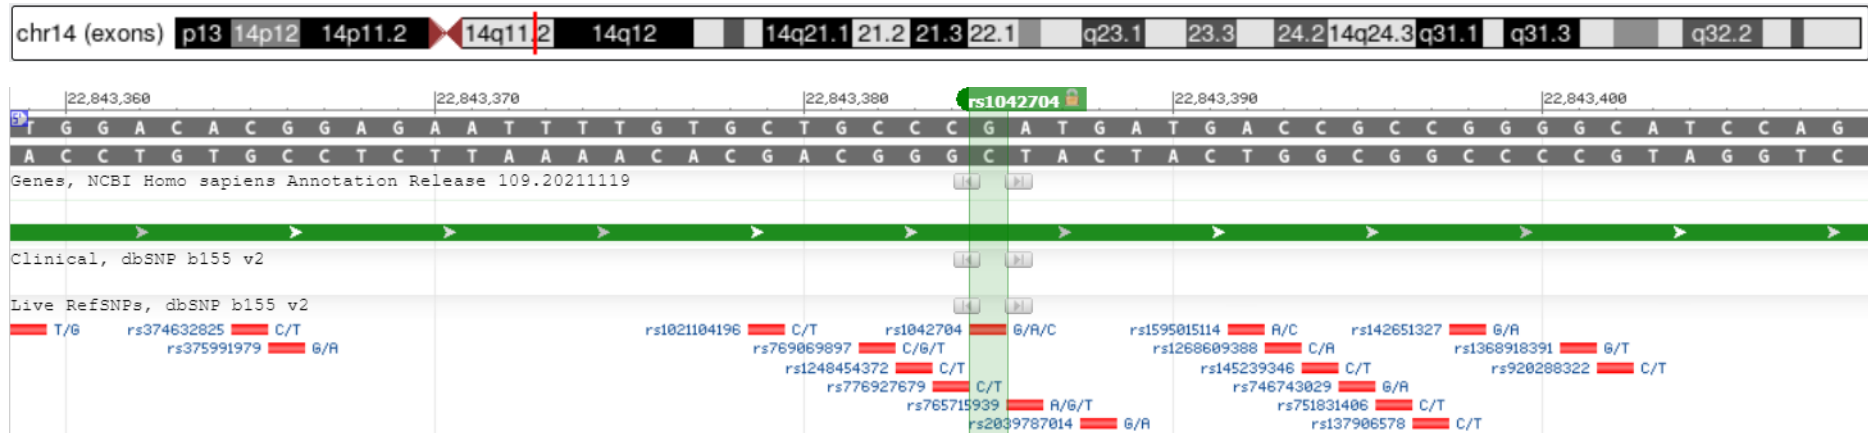 chr14 (exons) p13 14p12 14p11.2 14q11.2 14q12 14q21.1 21.2 21.3 22.1 q23.1 23.3 24.2 14q24.3 q31.1 q31.3 q32.2
22,843,360 22,843,370 22,843,380 rs1042704 22,843,390 22,843,400
T G G A C A C G G A G A A T T T T G T G C T G C C C G A T G A T G A C C G C C G G G G C A T C C A G
A C C T G T G C C T C T T A A A A C A C G A C G G G C T A C T A C T G G C G G C C C C G T A G G T C
Genes, NCBI Homo sapiens Annotation Release 109.20211119
Clinical, dbSNP b155 v2
Live RefSNPs, dbSNP b155 v2
T/G rs374632825 C/T rs1021104196 C/T rs1042704 G/A/C rs1595015114 A/C rs142651327 G/A
rs375991979 G/A rs769069897 C/G/T rs1268609388 C/A rs1368918391 G/T
rs1248454372 C/T rs145239346 C/T rs920288322 C/T
rs776927679 C/T rs746743029 G/A
rs765715939 A/G/T rs751831406 C/T
rs2039787014 G/A rs137906578 C/T